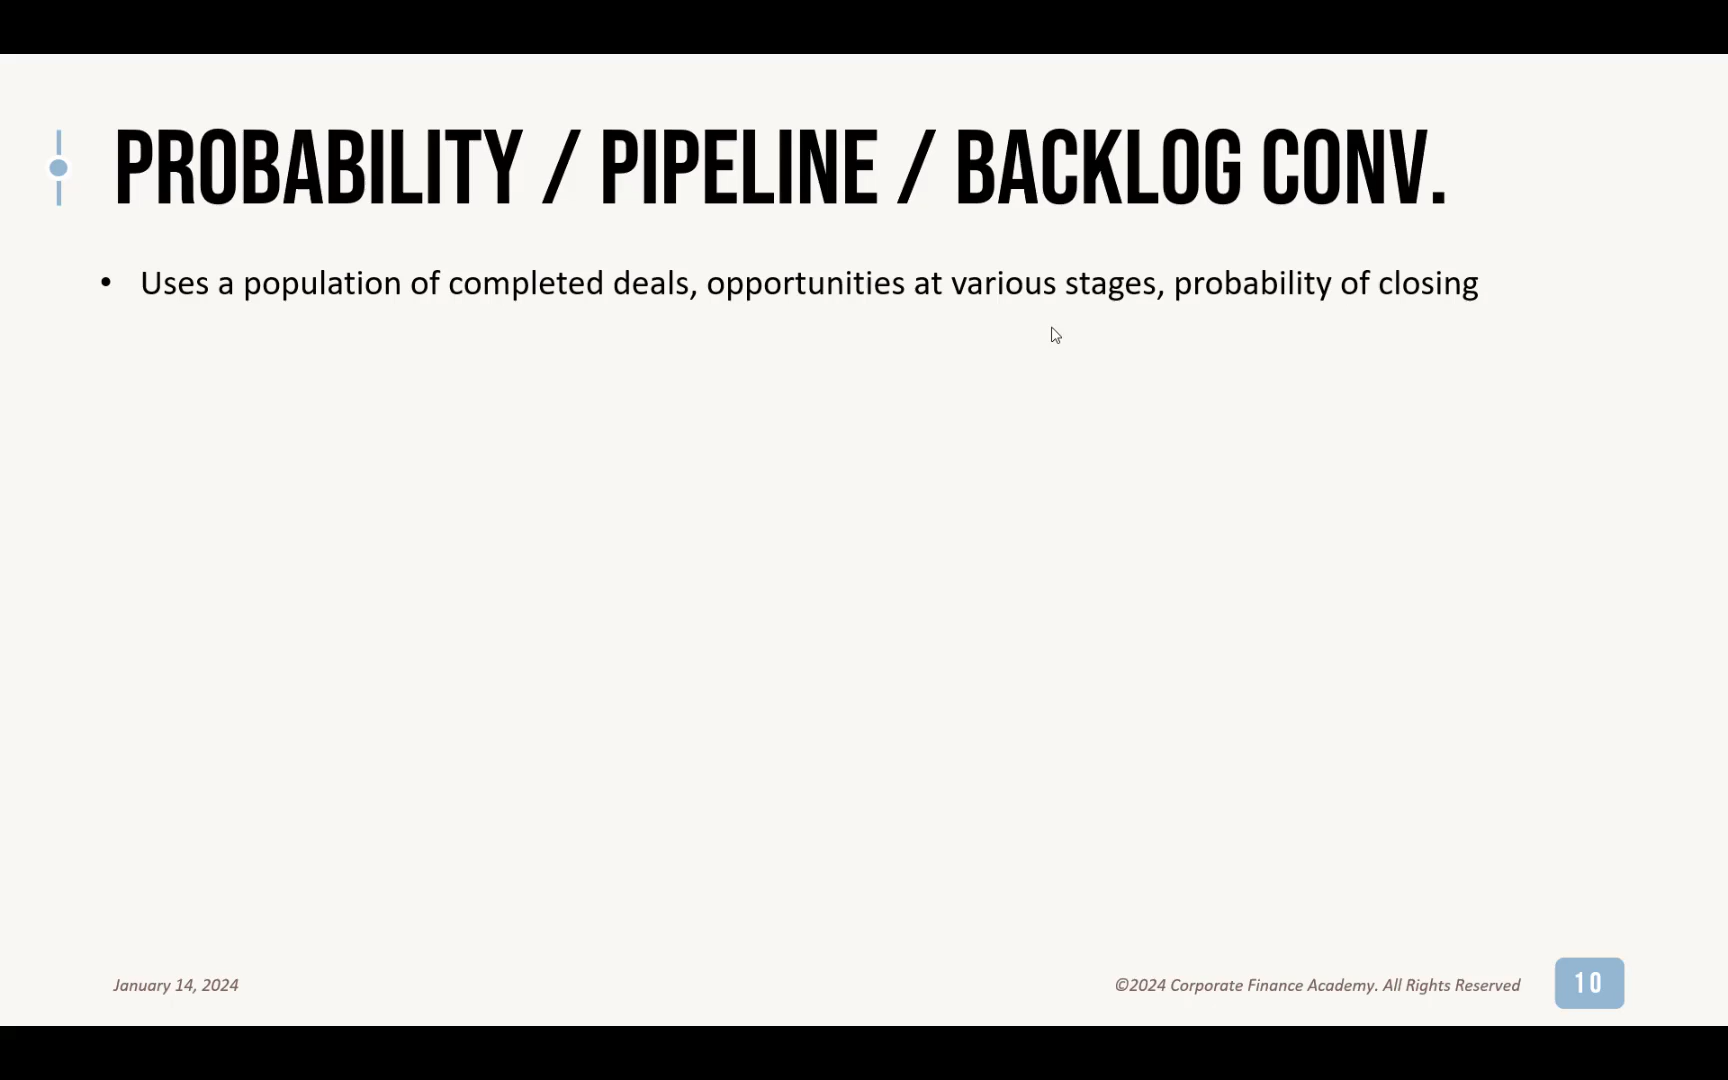 PROBABILITY / PIPELINE / BACKLOG CONV.
• Uses a population of completed deals, opportunities at various stages, probability of closing
January 14, 2024
©2024 Corporate Finance Academy. All Rights Reserved
10